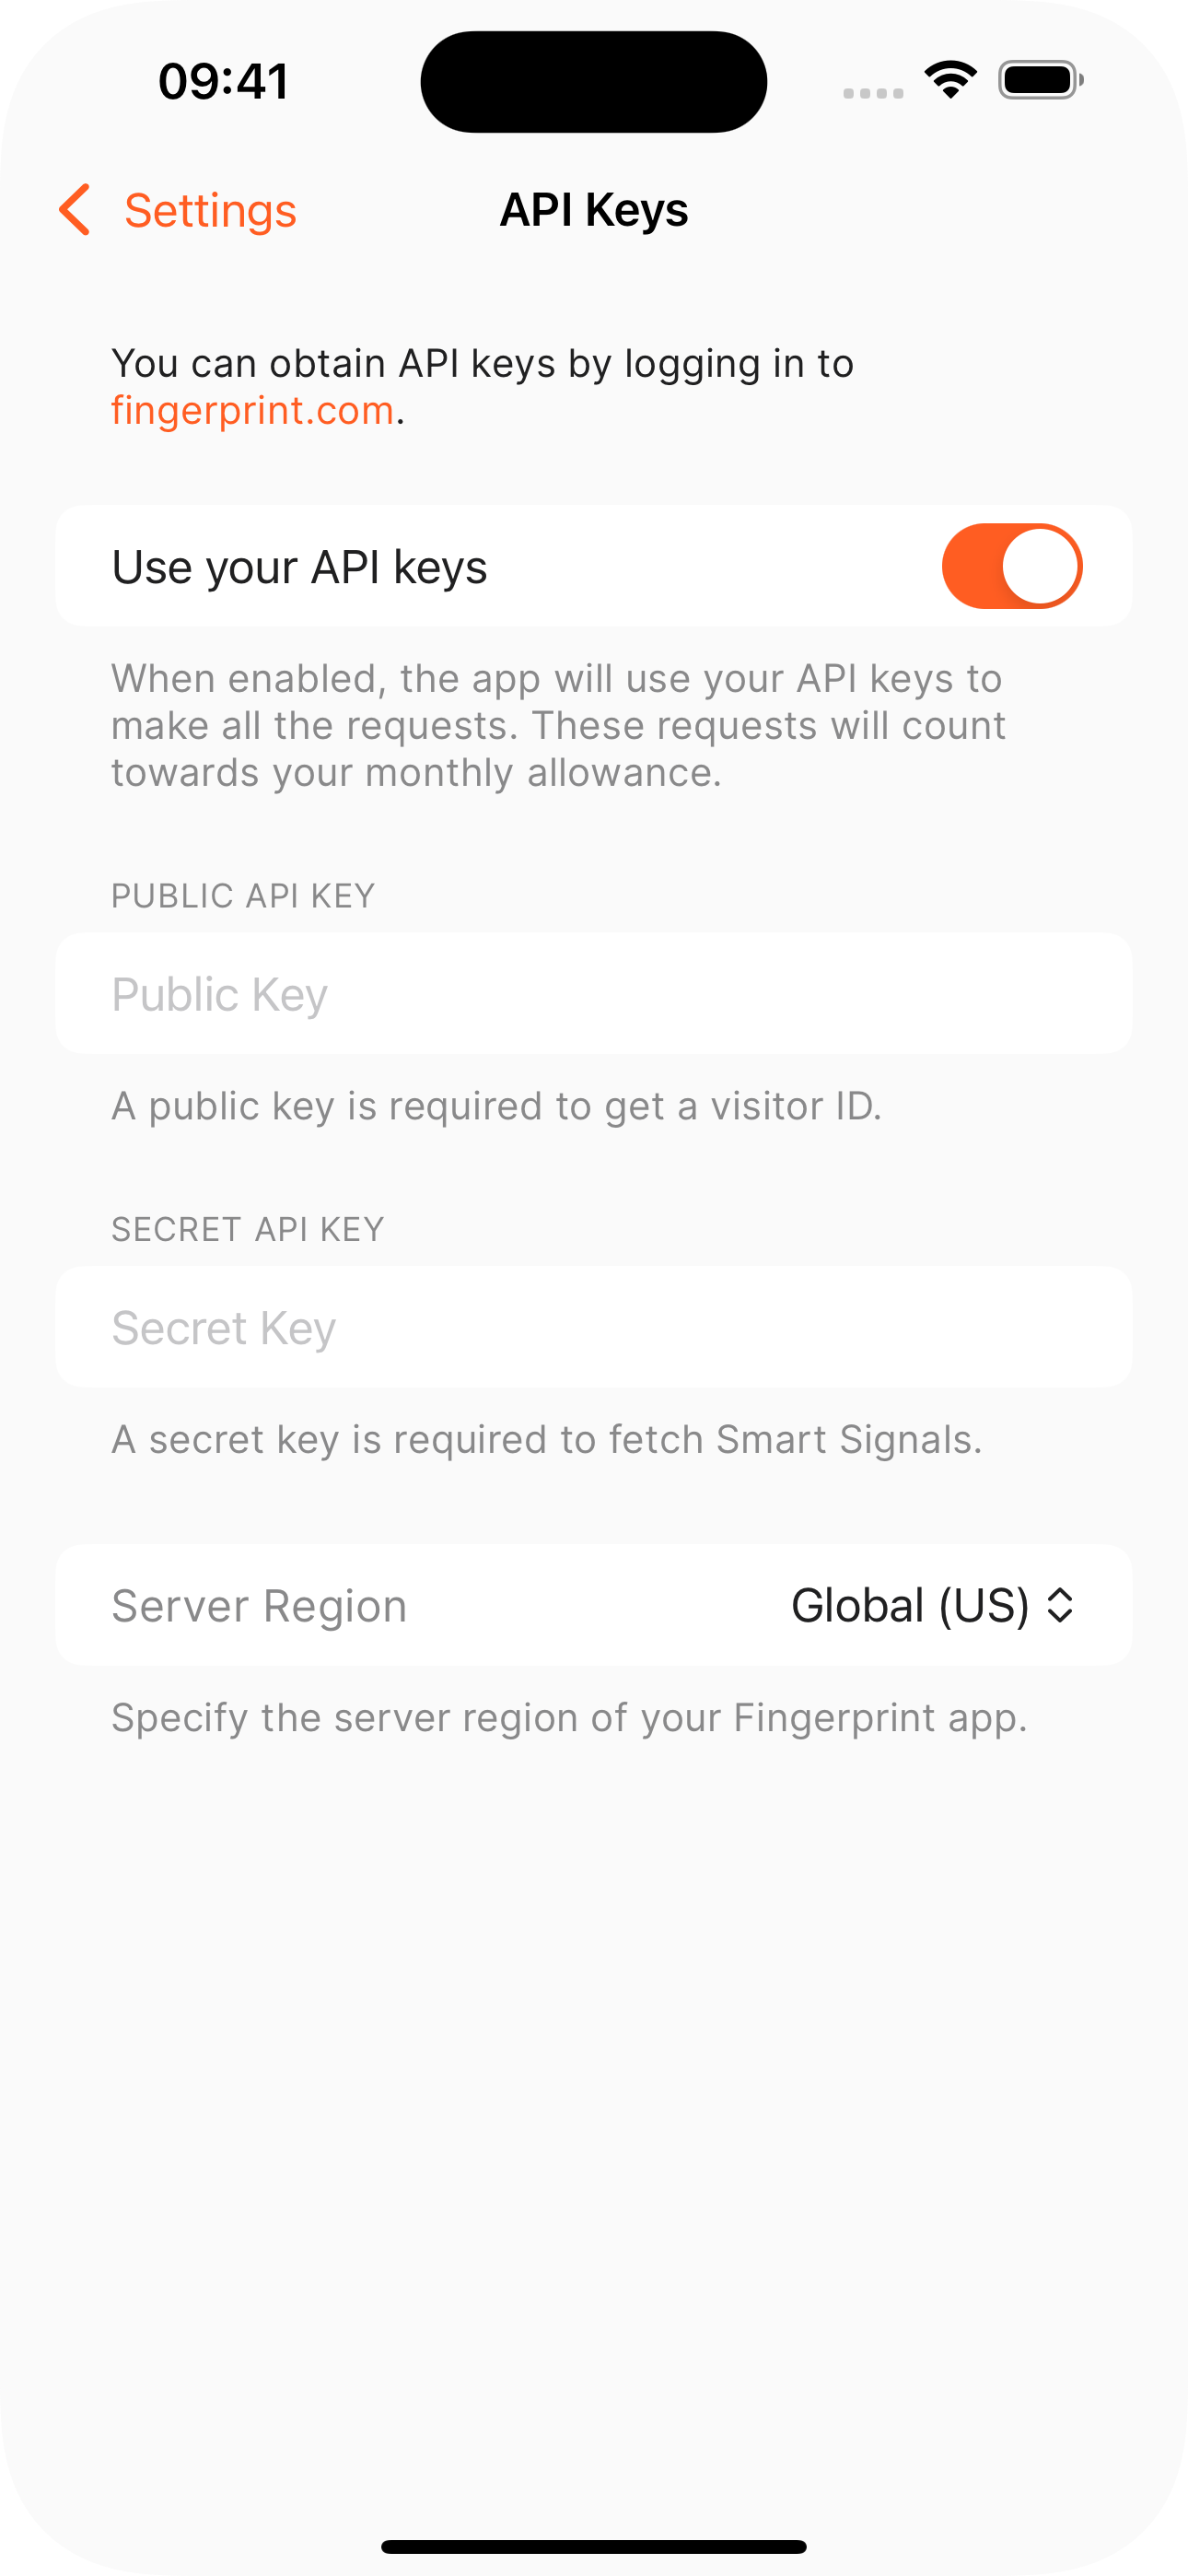 09:41
Settings
API Keys
You can obtain API keys by logging in to
fingerprint.com.
Use your API keys
When enabled, the app will use your API keys to
make all the requests. These requests will count
towards your monthly allowance.
PUBLIC API KEY
Public Key
A public key is required to get a visitor ID.
SECRET API KEY
Secret Key
A secret key is required to fetch Smart Signals.
Server Region
Global (US)
Specify the server region of your Fingerprint app.